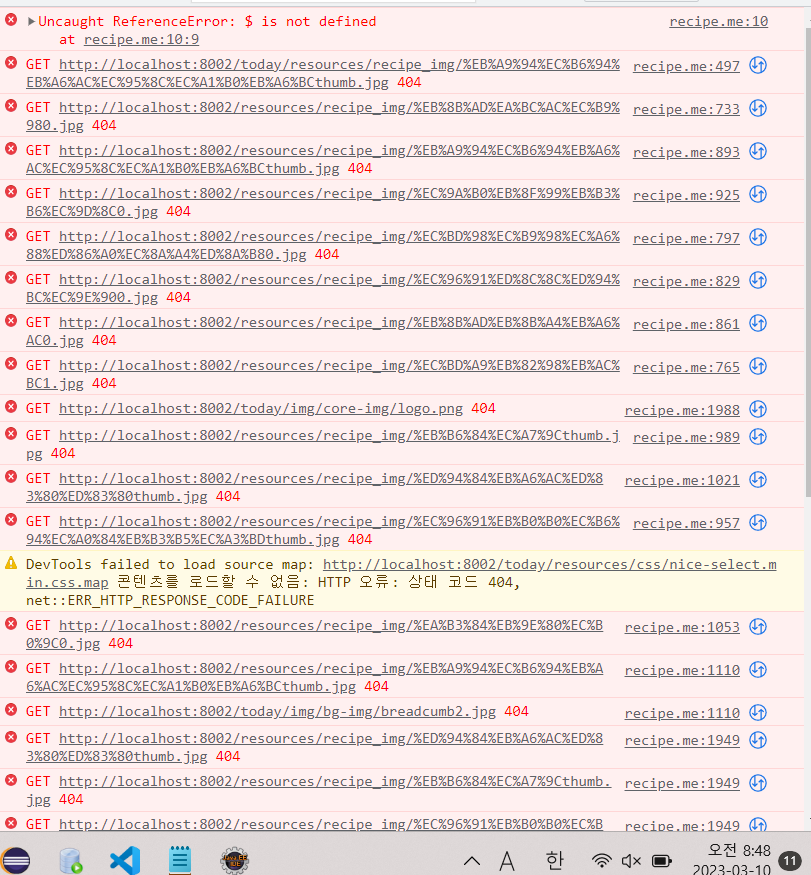 Uncaught ReferenceError: $ is not defined recipe.me:10
at recipe.me:10:9
GET http://localhost:8002/today/resources/recipe_img/%EB%A9%94%EC%B6%94% recipe.me:497
EB%A6%AC%EC%95%8C%EC%A1%B0%EB%A6%BCthumb.jpg 404
GET http://localhost:8002/resources/recipe_img/%EB%8B%AD%EA%BC%AC%EC%B9% recipe.me:733
980.jpg 404
GET http://localhost:8002/resources/recipe_img/%EB%A9%94%EC%B6%94%EB%A6% recipe.me:893
AC%EC%95%8C%EC%A1%B0%EB%A6%BCthumb.jpg 404
GET http://localhost:8002/resources/recipe_img/%EC%9A%B0%EB%8F%99%EB%B3% recipe.me:925
B6%EC%9D%8C0.jpg 404
GET http://localhost:8002/resources/recipe_img/%EC%BD%98%EC%B9%98%EC%A6% recipe.me:797
88%ED%86%A0%EC%8A%A4%ED%8A%B80.jpg 404
GET http://localhost:8002/resources/recipe_img/%EC%96%91%ED%8C%8C%ED%94% recipe.me:829
BC%EC%9E%900.jpg 404
GET http://localhost:8002/resources/recipe_img/%EB%8B%AD%EB%8B%A4%EB%A6% recipe.me:861
AC0.jpg 404
GET http://localhost:8002/resources/recipe_img/%EC%BD%A9%EB%82%98%EB%AC% recipe.me:765
BC1.jpg 404
GET http://localhost:8002/today/img/core-img/logo.png 404 recipe.me:1988
GET http://localhost:8002/resources/recipe_img/%EB%B6%84%EC%A7%9Cthumb.j recipe.me:989
pg 404
GET http://localhost:8002/resources/recipe_img/%ED%94%84%EB%A6%AC%ED%8 recipe.me:1021
3%80%ED%83%80thumb.jpg 404
GET http://localhost:8002/resources/recipe_img/%EC%96%91%EB%B0%B0%EC%B6% recipe.me:957
94%EC%A0%84%EB%B3%B5%EC%A3%BDthumb.jpg 404
DevTools failed to load source map: http://localhost:8002/today/resources/css/nice-select.m
in.css.map 콘텐츠를 로드할 수 없음: HTTP 오류: 상태 코드 404,
net::ERR_HTTP_RESPONSE_CODE_FAILURE
GET http://localhost:8002/resources/recipe_img/%EA%B3%84%EB%9E%80%EC%B recipe.me:1053
0%9C0.jpg 404
GET http://localhost:8002/resources/recipe_img/%EB%A9%94%EC%B6%94%EB%A recipe.me:1110
6%AC%EC%95%8C%EC%A1%B0%EB%A6%BCthumb.jpg 404
GET http://localhost:8002/today/img/bg-img/breadcumb2.jpg 404 recipe.me:1110
GET http://localhost:8002/resources/recipe_img/%ED%94%84%EB%A6%AC%ED%8 recipe.me:1949
3%80%ED%83%80thumb.jpg 404
GET http://localhost:8002/resources/recipe_img/%EB%B6%84%EC%A7%9Cthumb. recipe.me:1949
jpg 404
GET http://localhost:8002/resources/recipe_img/%EC%96%91%EB%B0%B0%EC%B recipe.me:1949
A 한 오전 8:48 11
2023-03-10